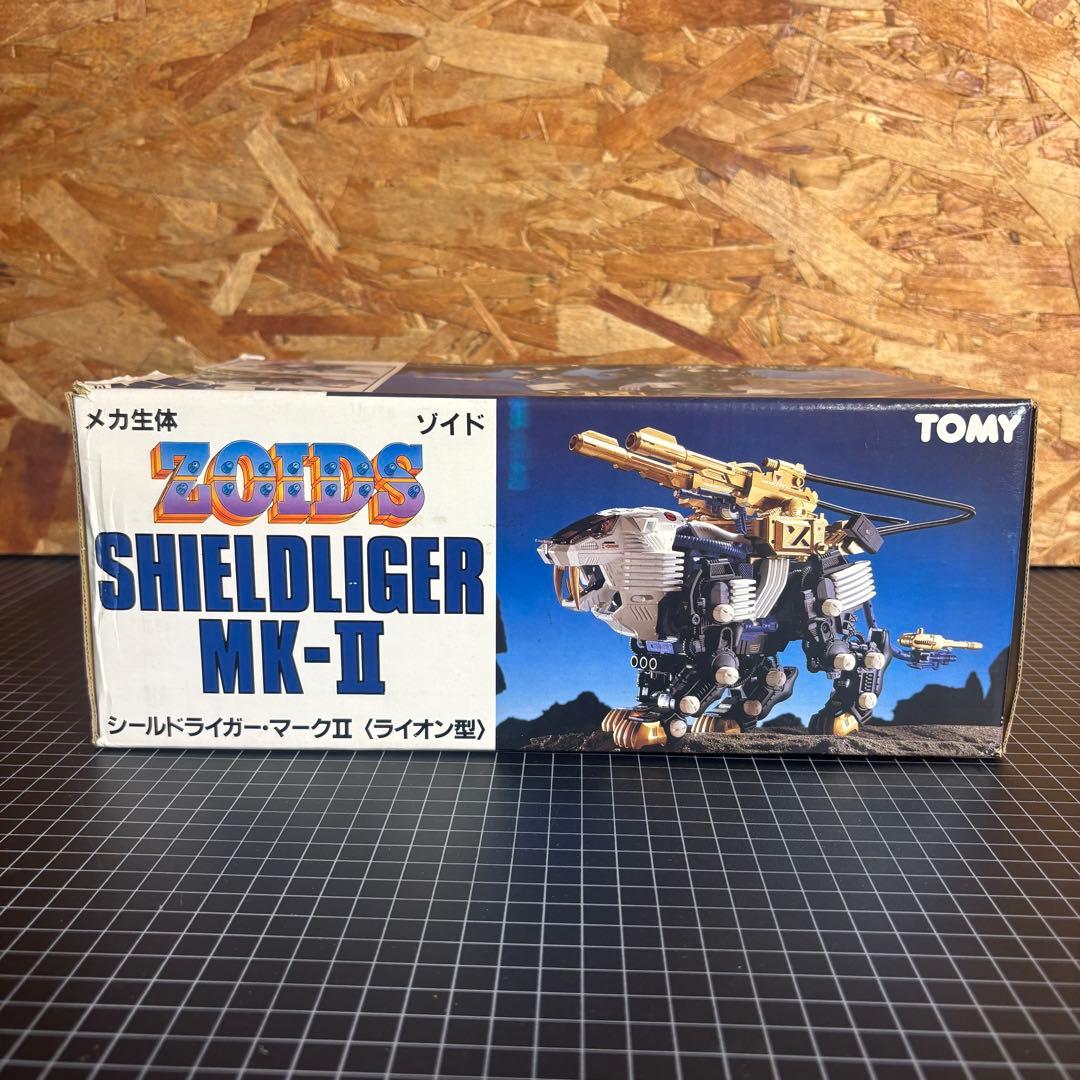 メカ生体 ゾイド
ZOIDS
SHIELDLIGER
MK-II
シールドライガー・マークII〈ライオン型〉
TOMY